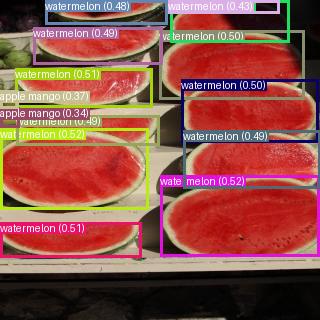 watermelon (0.48)
watermelon (0.43)
watermelon (0.49)
watermelon (0.50)
watermelon (0.51)
watermelon (0.50)
apple mango (0.37)
apple mango (0.34)
watermelon (0.49)
watermelon (0.52)
watermelon (0.49)
watermelon (0.52)
watermelon (0.51)